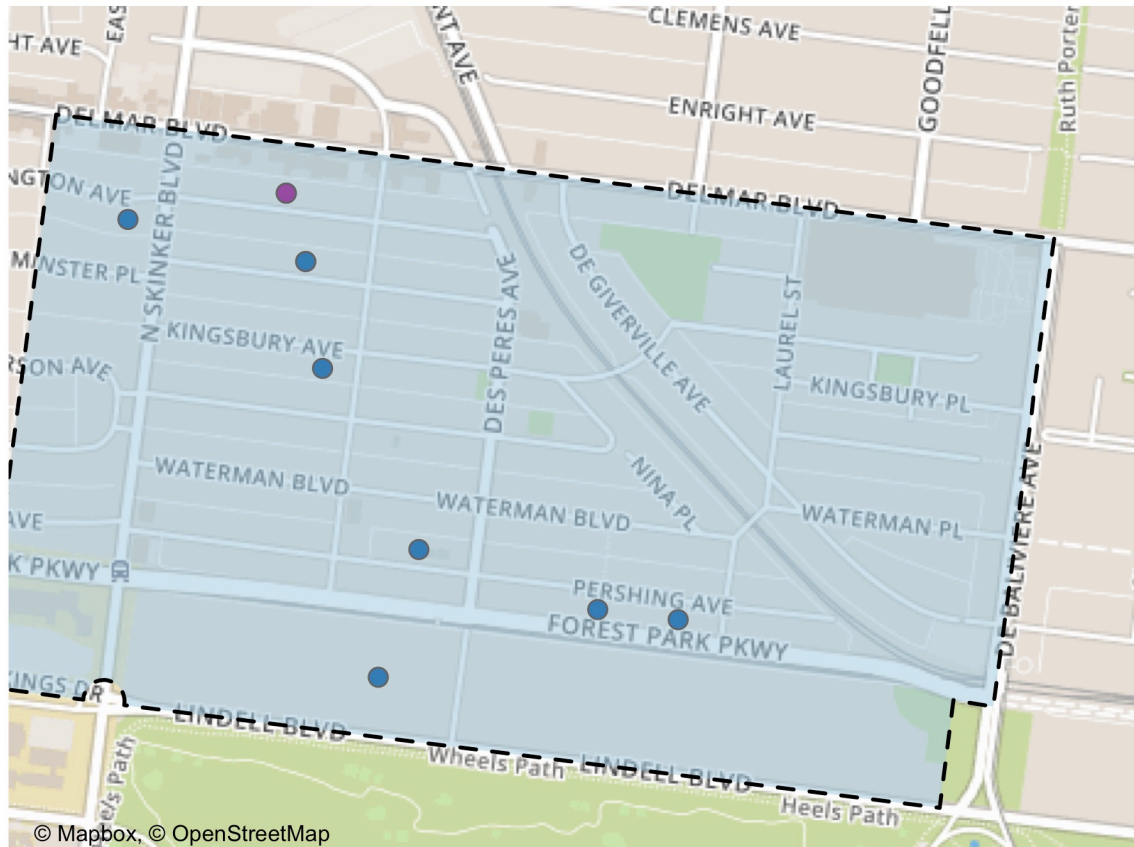 CLEMENS AVE
EAS
HT AVE
NT AVE
GOODFELL
Ruth Porter
ENRIGHT AVE
DELMAR BLVD
NGTON AVE
DELMAR BLVD
N SKINKER BLVD
MINSTER PL
DE GIVERVILLE AVE
DES PERES AVE
LAUREL ST
KINGSBURY AVE
RSON AVE
KINGSBURY PL
WATERMAN BLVD
WATERMAN BLVD
NINA PL
WATERMAN PL
DE BALIVIERE AVE
AVE
K PKWY
PERSHING AVE
FOREST PARK PKWY
KINGS DR
LINDELL BLVD
Wheels Path
LINDELL BLVD
els Path
Heels Path
© Mapbox, © OpenStreetMap